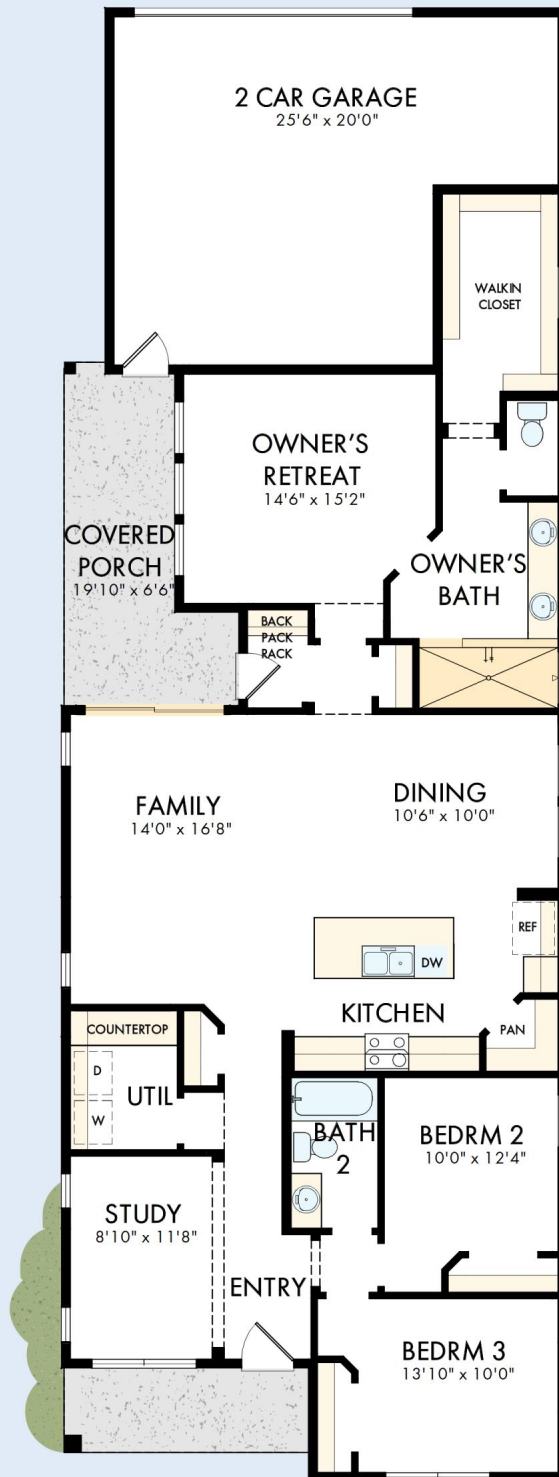 2 CAR GARAGE
25'6" x 20'0"
WALKIN
CLOSET
OWNER'S
RETREAT
14'6" x 15'2"
COVERED
PORCH
19'10" x 6'6"
OWNER'S
BATH
BACK
PACK
RACK
FAMILY
14'0" x 16'8"
DINING
10'6" x 10'0"
REF
DW
KITCHEN
PAN
COUNTERTOP
D
W
UTIL
BATH
2
BEDRM 2
10'0" x 12'4"
STUDY
8'10" x 11'8"
ENTRY
BEDRM 3
13'10" x 10'0"